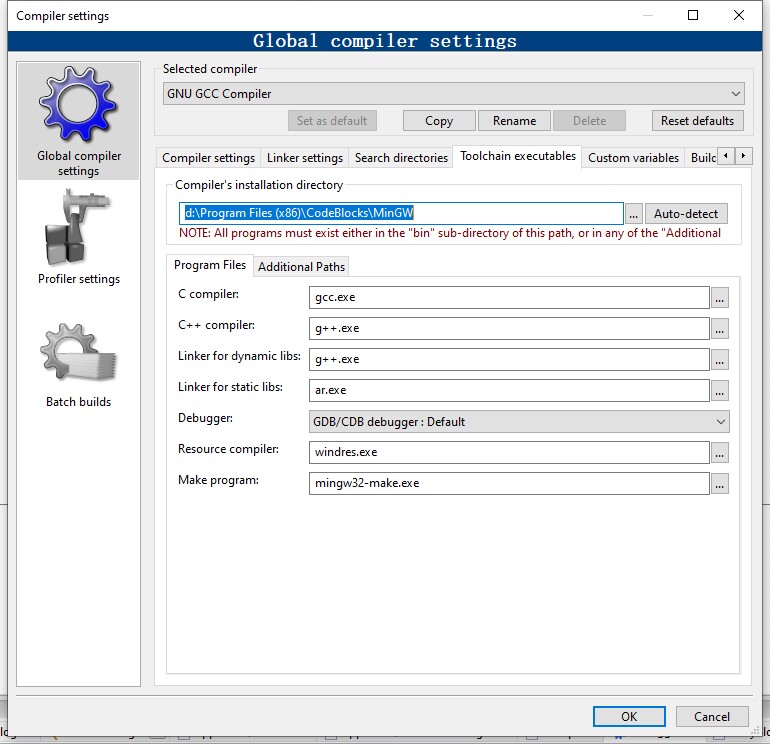 Compiler settings
Global compiler settings
Global compiler
settings
Profiler settings
Batch builds
Selected compiler
GNU GCC Compiler
Set as default
Copy
Rename
Delete
Reset defaults
Compiler settings
Linker settings
Search directories
Toolchain executables
Custom variables
Builc
Compiler's installation directory
d:\Program Files (x86)\CodeBlocks\MinGW
...
Auto-detect
NOTE: All programs must exist either in the "bin" sub-directory of this path, or in any of the "Additional
Program Files
Additional Paths
C compiler:
gcc.exe
...
C++ compiler:
g++.exe
...
Linker for dynamic libs:
g++.exe
...
Linker for static libs:
ar.exe
...
Debugger:
GDB/CDB debugger : Default
Resource compiler:
windres.exe
...
Make program:
mingw32-make.exe
...
OK
Cancel